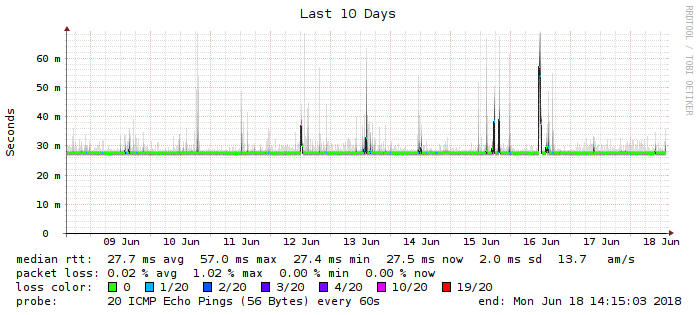 Last 10 Days
RRDTOOL / TOBI OETIKER
Seconds
60 m
50 m
40 m
30 m
20 m
10 m
0
09 Jun 10 Jun 11 Jun 12 Jun 13 Jun 14 Jun 15 Jun 16 Jun 17 Jun 18 Jun
median rtt: 27.7 ms avg 57.0 ms max 27.4 ms min 27.5 ms now 2.0 ms sd 13.7 am/s
packet loss: 0.02 % avg 1.02 % max 0.00 % min 0.00 % now
loss color: 0 1/20 2/20 3/20 4/20 10/20 19/20
probe: 20 ICMP Echo Pings (56 Bytes) every 60s end: Mon Jun 18 14:15:03 2018